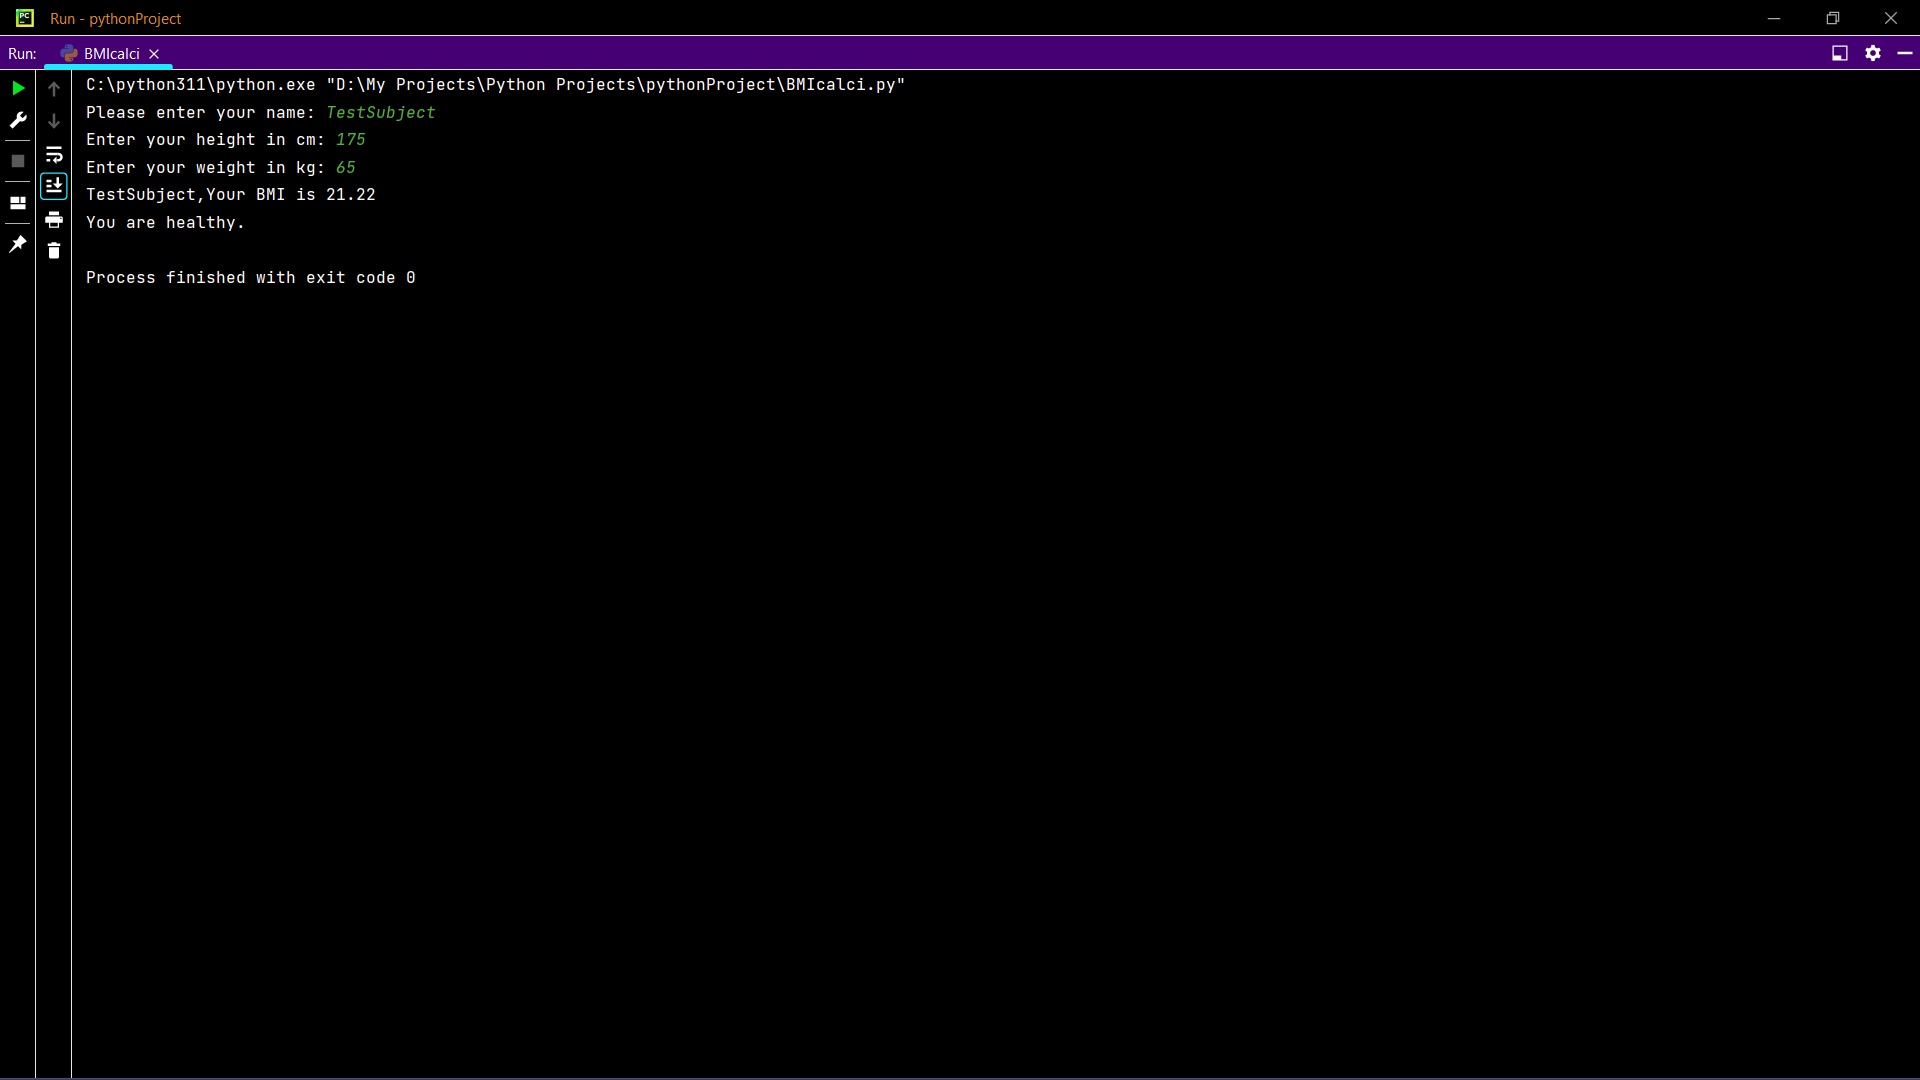 Run - pythonProject
Run: BMIcalci
C:\python311\python.exe "D:\My Projects\Python Projects\pythonProject\BMIcalci.py"
Please enter your name: TestSubject
Enter your height in cm: 175
Enter your weight in kg: 65
TestSubject,Your BMI is 21.22
You are healthy.
Process finished with exit code 0